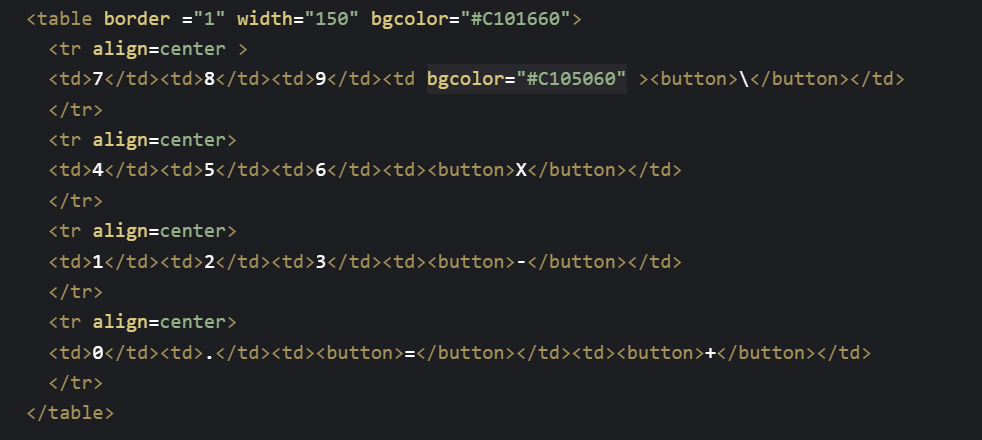 <table border ="1" width="150" bgcolor="#C101660">
<tr align=center >
<td>7</td><td>8</td><td>9</td><td bgcolor="#C105060" ><button>\</button></td>
</tr>
<tr align=center>
<td>4</td><td>5</td><td>6</td><td><button>X</button></td>
</tr>
<tr align=center>
<td>1</td><td>2</td><td>3</td><td><button>-</button></td>
</tr>
<tr align=center>
<td>0</td><td>.</td><td><button>=</button></td><td><button>+</button></td>
</tr>
</table>